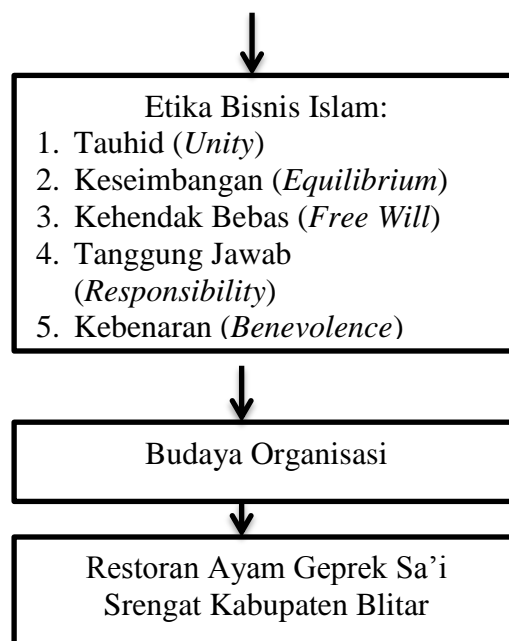 Etika Bisnis Islam:
1. Tauhid (Unity)
2. Keseimbangan (Equilibrium)
3. Kehendak Bebas (Free Will)
4. Tanggung Jawab
(Responsibility)
5. Kebenaran (Benevolence)
Budaya Organisasi
Restoran Ayam Geprek Sa’i
Srengat Kabupaten Blitar